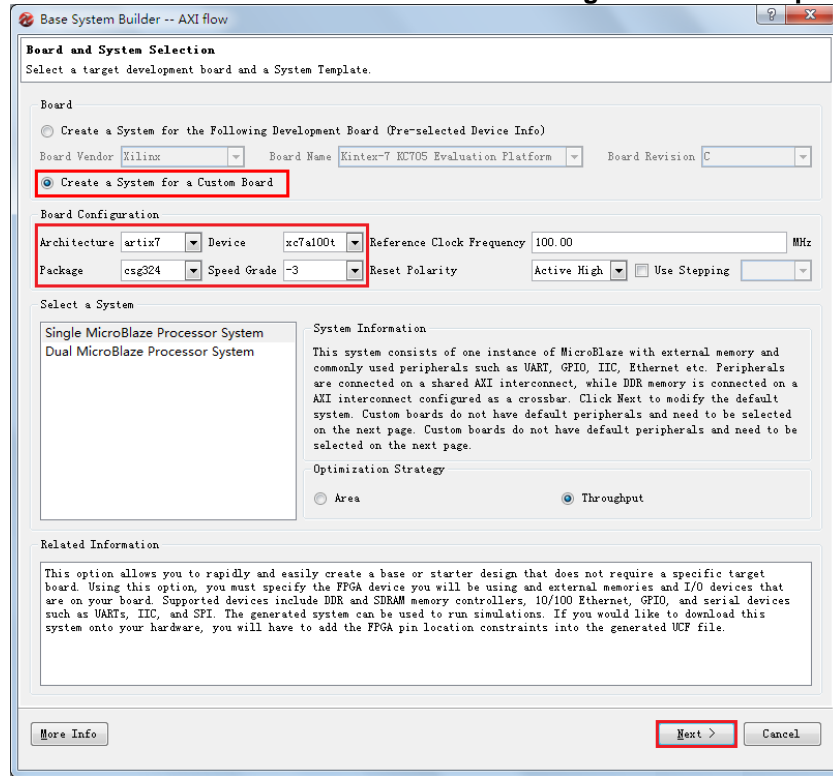 Base System Builder -- AXI flow
Board and System Selection
Select a target development board and a System Template.
Board
Create a System for the Following Development Board (Pre-selected Device Info)
Board Vendor Xilinx Board Name Kintex-7 KC705 Evaluation Platform Board Revision C
Create a System for a Custom Board
Board Configuration
Architecture artix7 Device xc7a100t Reference Clock Frequency 100.00 MHz
Package csg324 Speed Grade -3 Reset Polarity Active High Use Stepping
Select a System
Single MicroBlaze Processor System
Dual MicroBlaze Processor System
System Information
This system consists of one instance of MicroBlaze with external memory and
commonly used peripherals such as UART, GPIO, IIC, Ethernet etc. Peripherals
are connected on a shared AXI interconnect, while DDR memory is connected on a
AXI interconnect configured as a crossbar. Click Next to modify the default
system. Custom boards do not have default peripherals and need to be selected
on the next page. Custom boards do not have default peripherals and need to be
selected on the next page.
Optimization Strategy
Area Throughput
Related Information
This option allows you to rapidly and easily create a base or starter design that does not require a specific target
board. Using this option, you must specify the FPGA device you will be using and external memories and I/O devices that
are on your board. Supported devices include DDR and SDRAM memory controllers, 10/100 Ethernet, GPIO, and serial devices
such as UARTs, IIC, and SPI. The generated system can be used to run simulations. If you would like to download this
system onto your hardware, you will have to add the FPGA pin location constraints into the generated UCF file.
More Info Next > Cancel